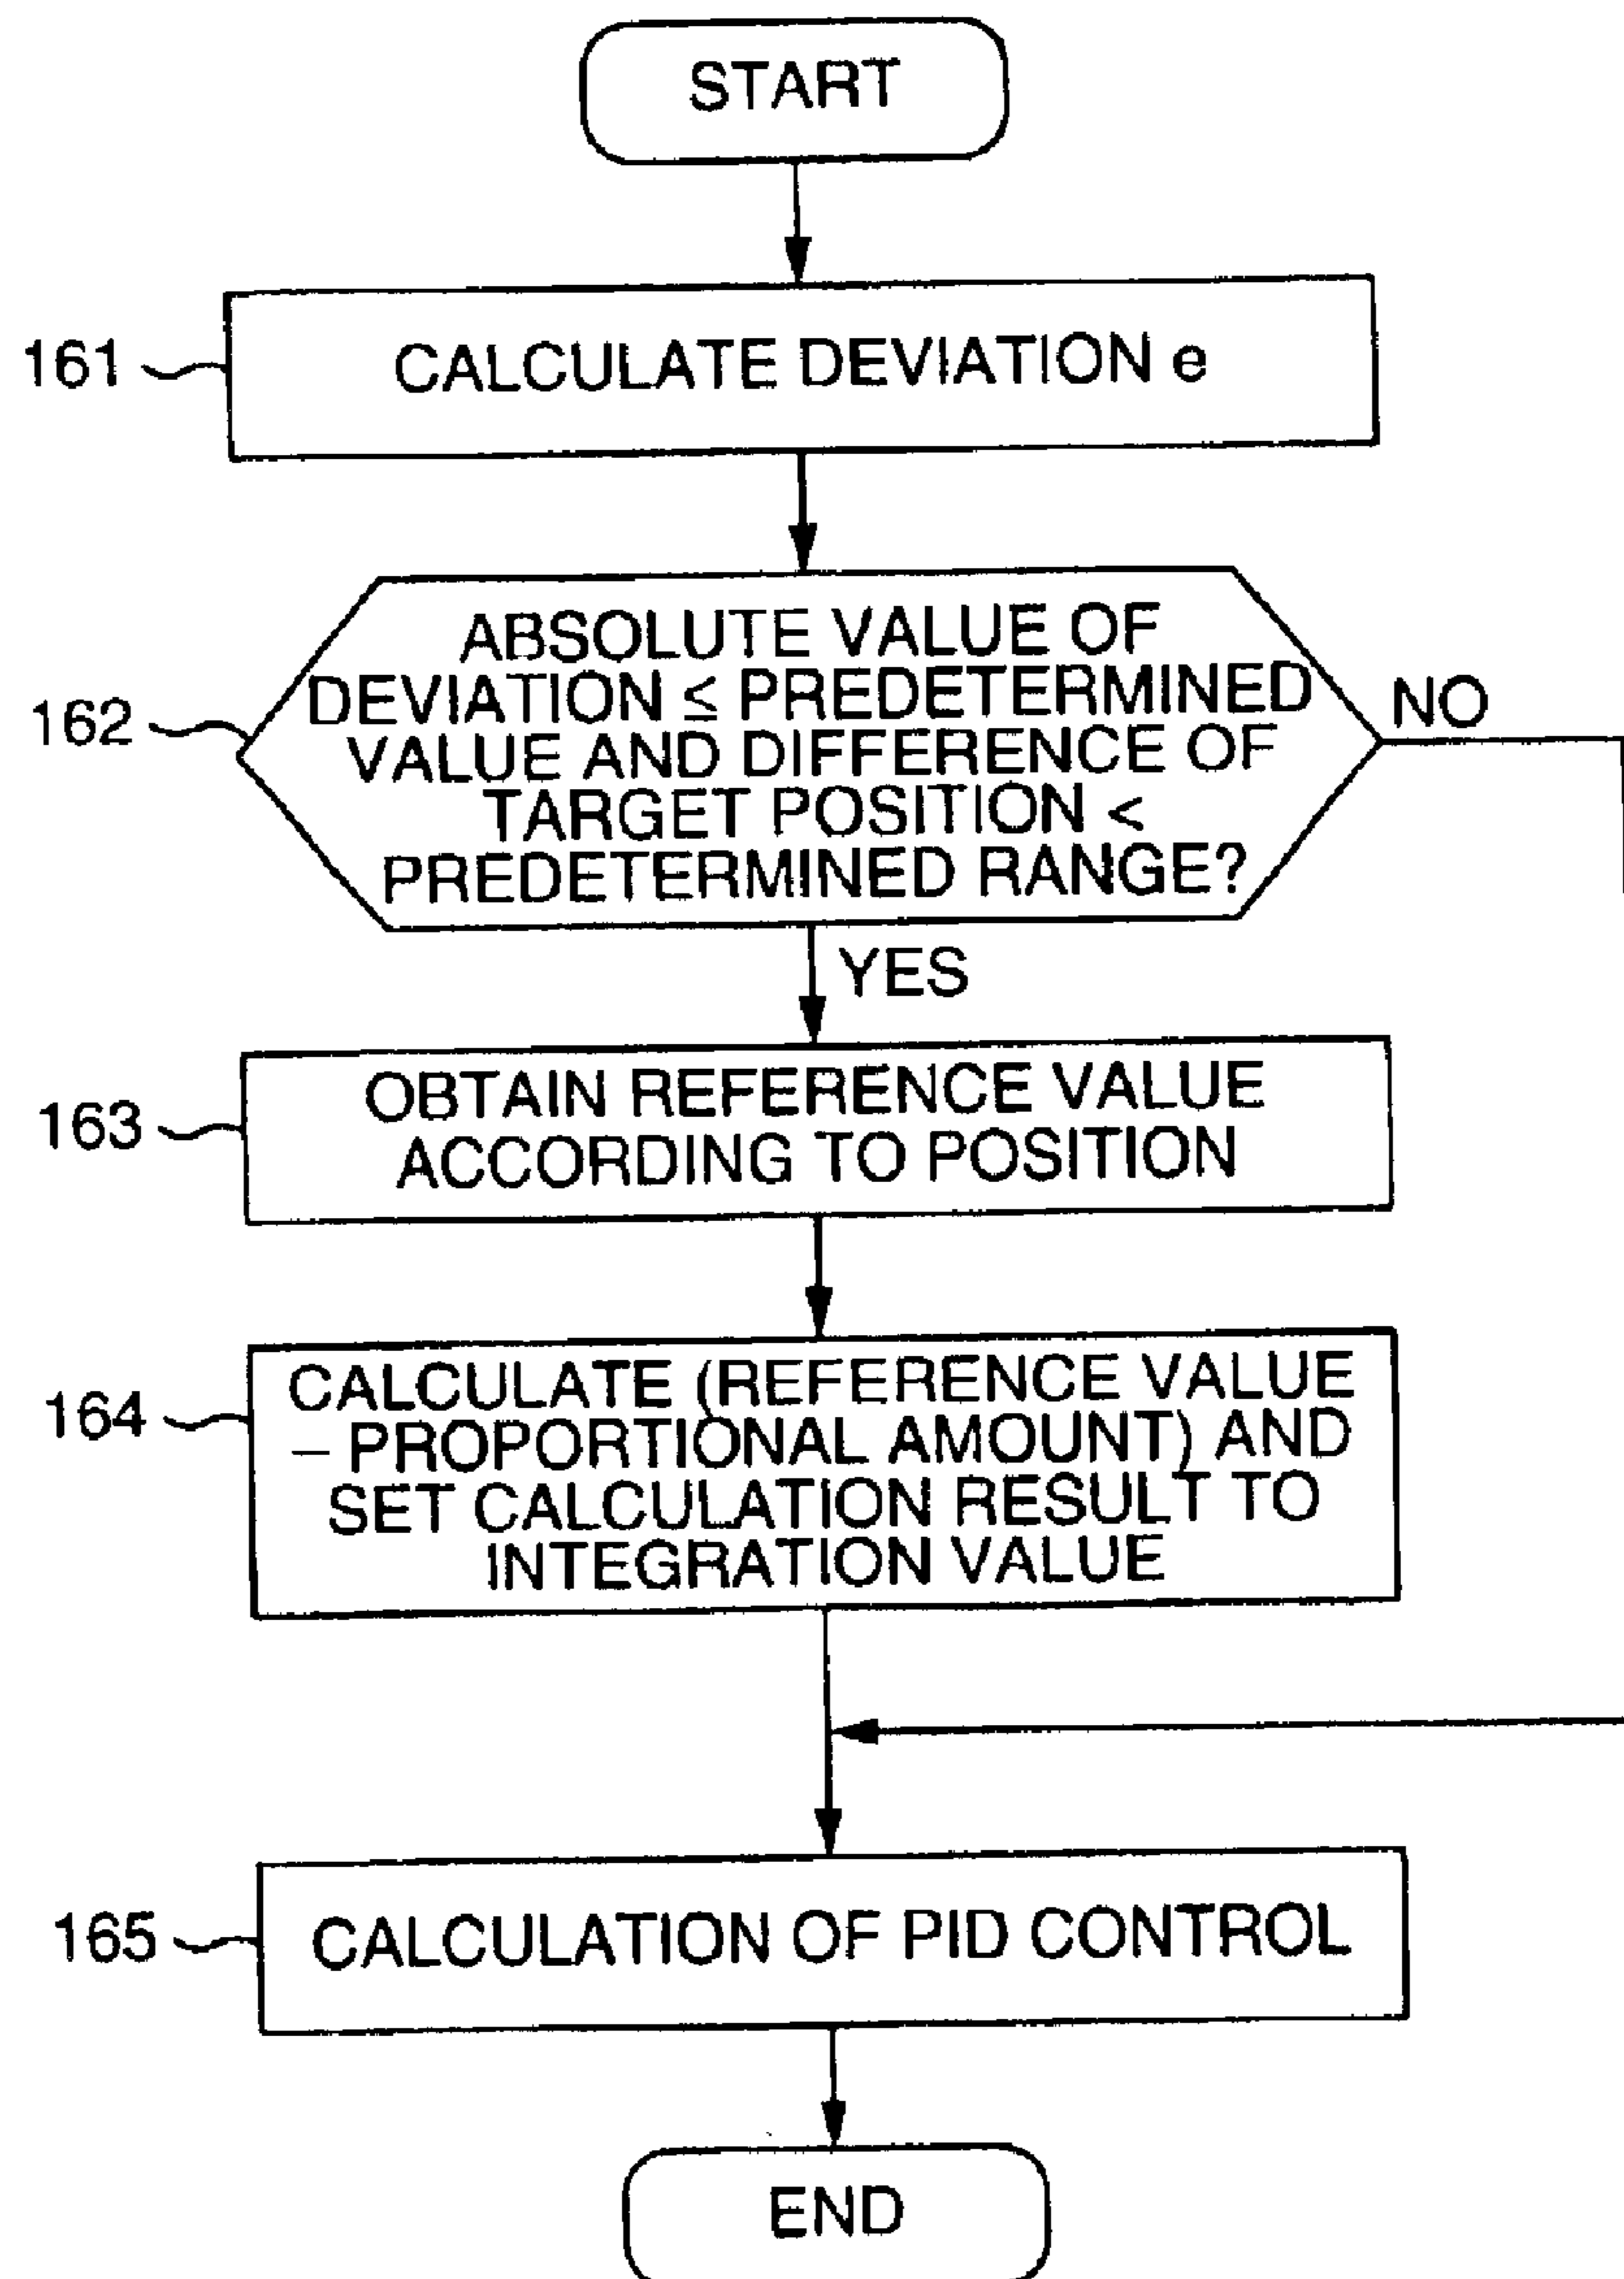 START
161
CALCULATE DEVIATION e
ABSOLUTE VALUE OF
DEVIATION ≤ PREDETERMINED
VALUE AND DIFFERENCE OF
TARGET POSITION <
PREDETERMINED RANGE?
162
NO
YES
163
OBTAIN REFERENCE VALUE
ACCORDING TO POSITION
164
CALCULATE (REFERENCE VALUE
– PROPORTIONAL AMOUNT) AND
SET CALCULATION RESULT TO
INTEGRATION VALUE
165
CALCULATION OF PID CONTROL
END